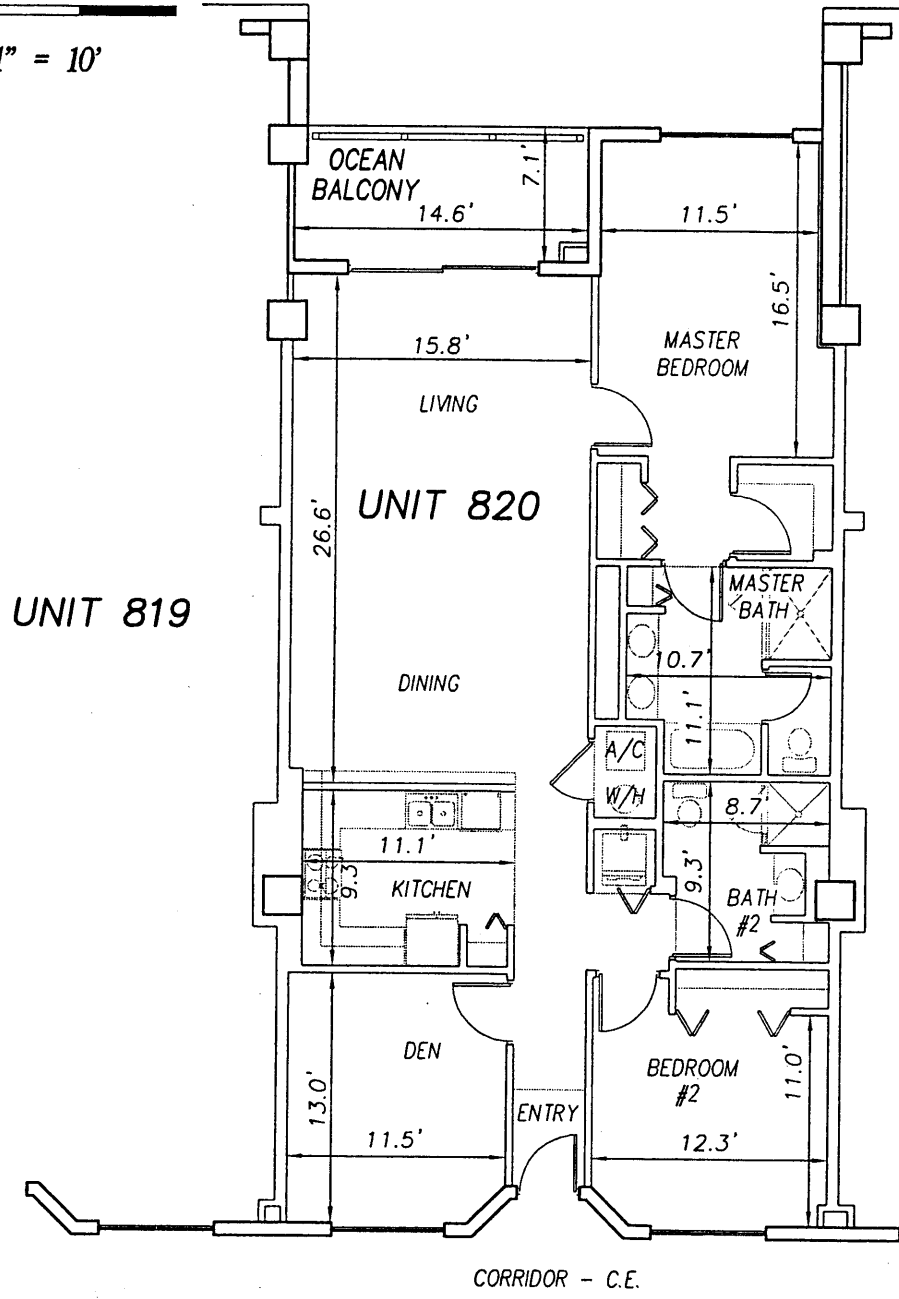 1" = 10'
OCEAN
BALCONY
7.1'
14.6'
11.5'
16.5'
15.8'
MASTER
BEDROOM
LIVING
UNIT 820
26.6'
UNIT 819
MASTER
BATH
10.7'
11.1'
DINING
A/C
W/H
8.7'
11.1'
9.3'
KITCHEN
9.3'
BATH
#2
DEN
13.0'
11.5'
ENTRY
BEDROOM
#2
11.0'
12.3'
CORRIDOR - C.E.